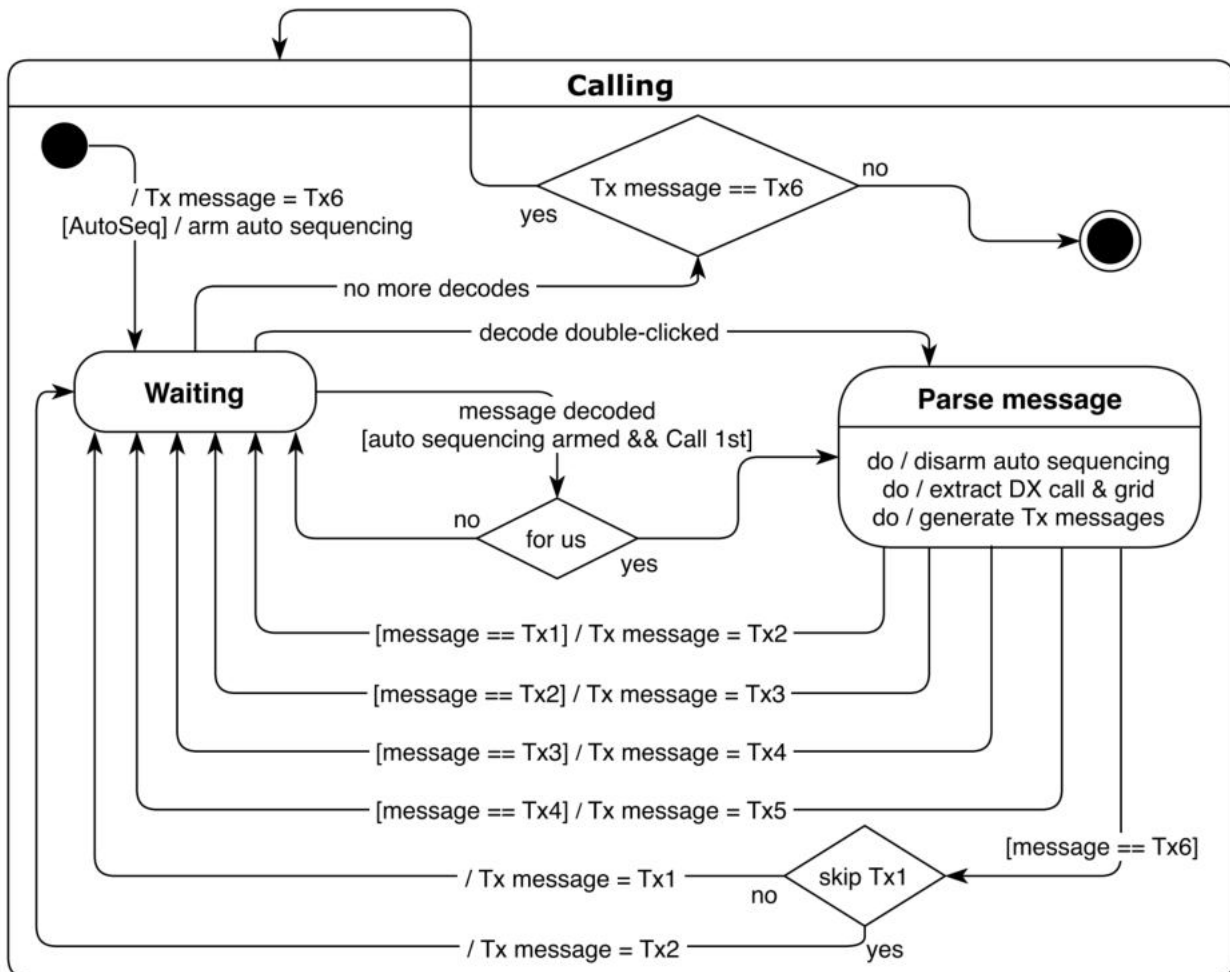 Calling
/ Tx message = Tx6
[AutoSeq] / arm auto sequencing
Tx message == Tx6
yes
no
no more decodes
decode double-clicked
Waiting
message decoded
[auto sequencing armed && Call 1st]
for us
no
yes
Parse message
do / disarm auto sequencing
do / extract DX call & grid
do / generate Tx messages
[message == Tx1] / Tx message = Tx2
[message == Tx2] / Tx message = Tx3
[message == Tx3] / Tx message = Tx4
[message == Tx4] / Tx message = Tx5
[message == Tx6]
skip Tx1
no
/ Tx message = Tx1
yes
/ Tx message = Tx2